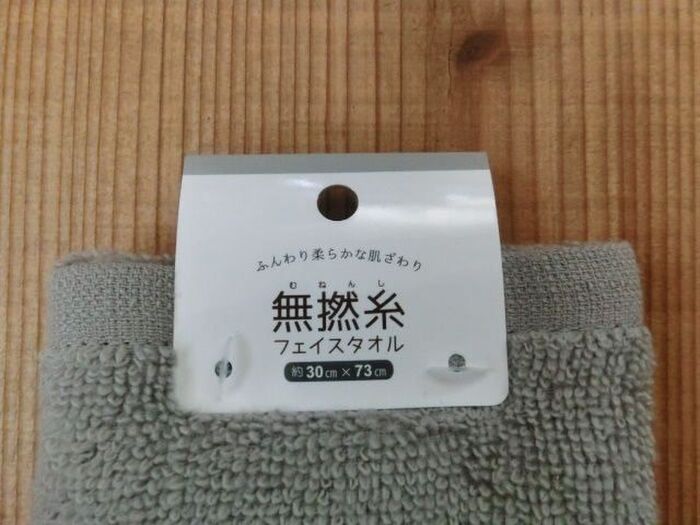 ふんわり柔らかな肌ざわり
むねんし
無撚糸
フェイスタオル
約30cm×73cm